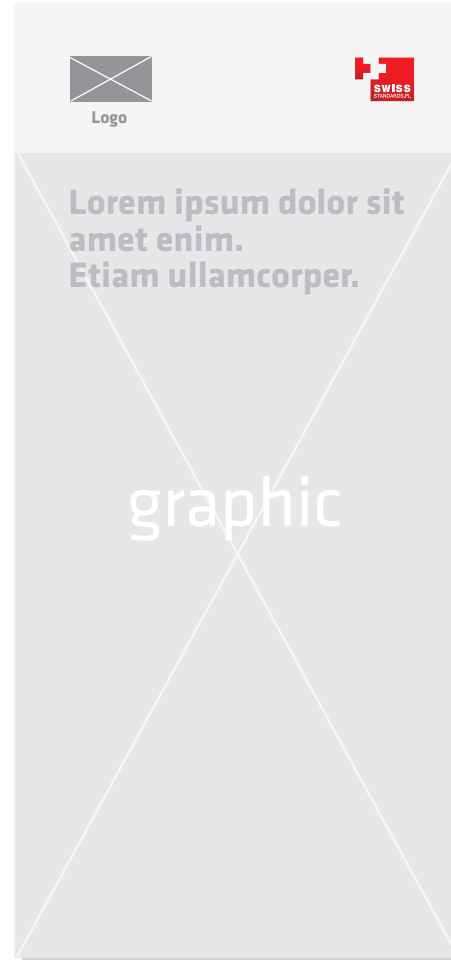 Logo
SWISS
STANDARDS.PL
Lorem ipsum dolor sit
amet enim.
Etiam ullamcorper.
graphic